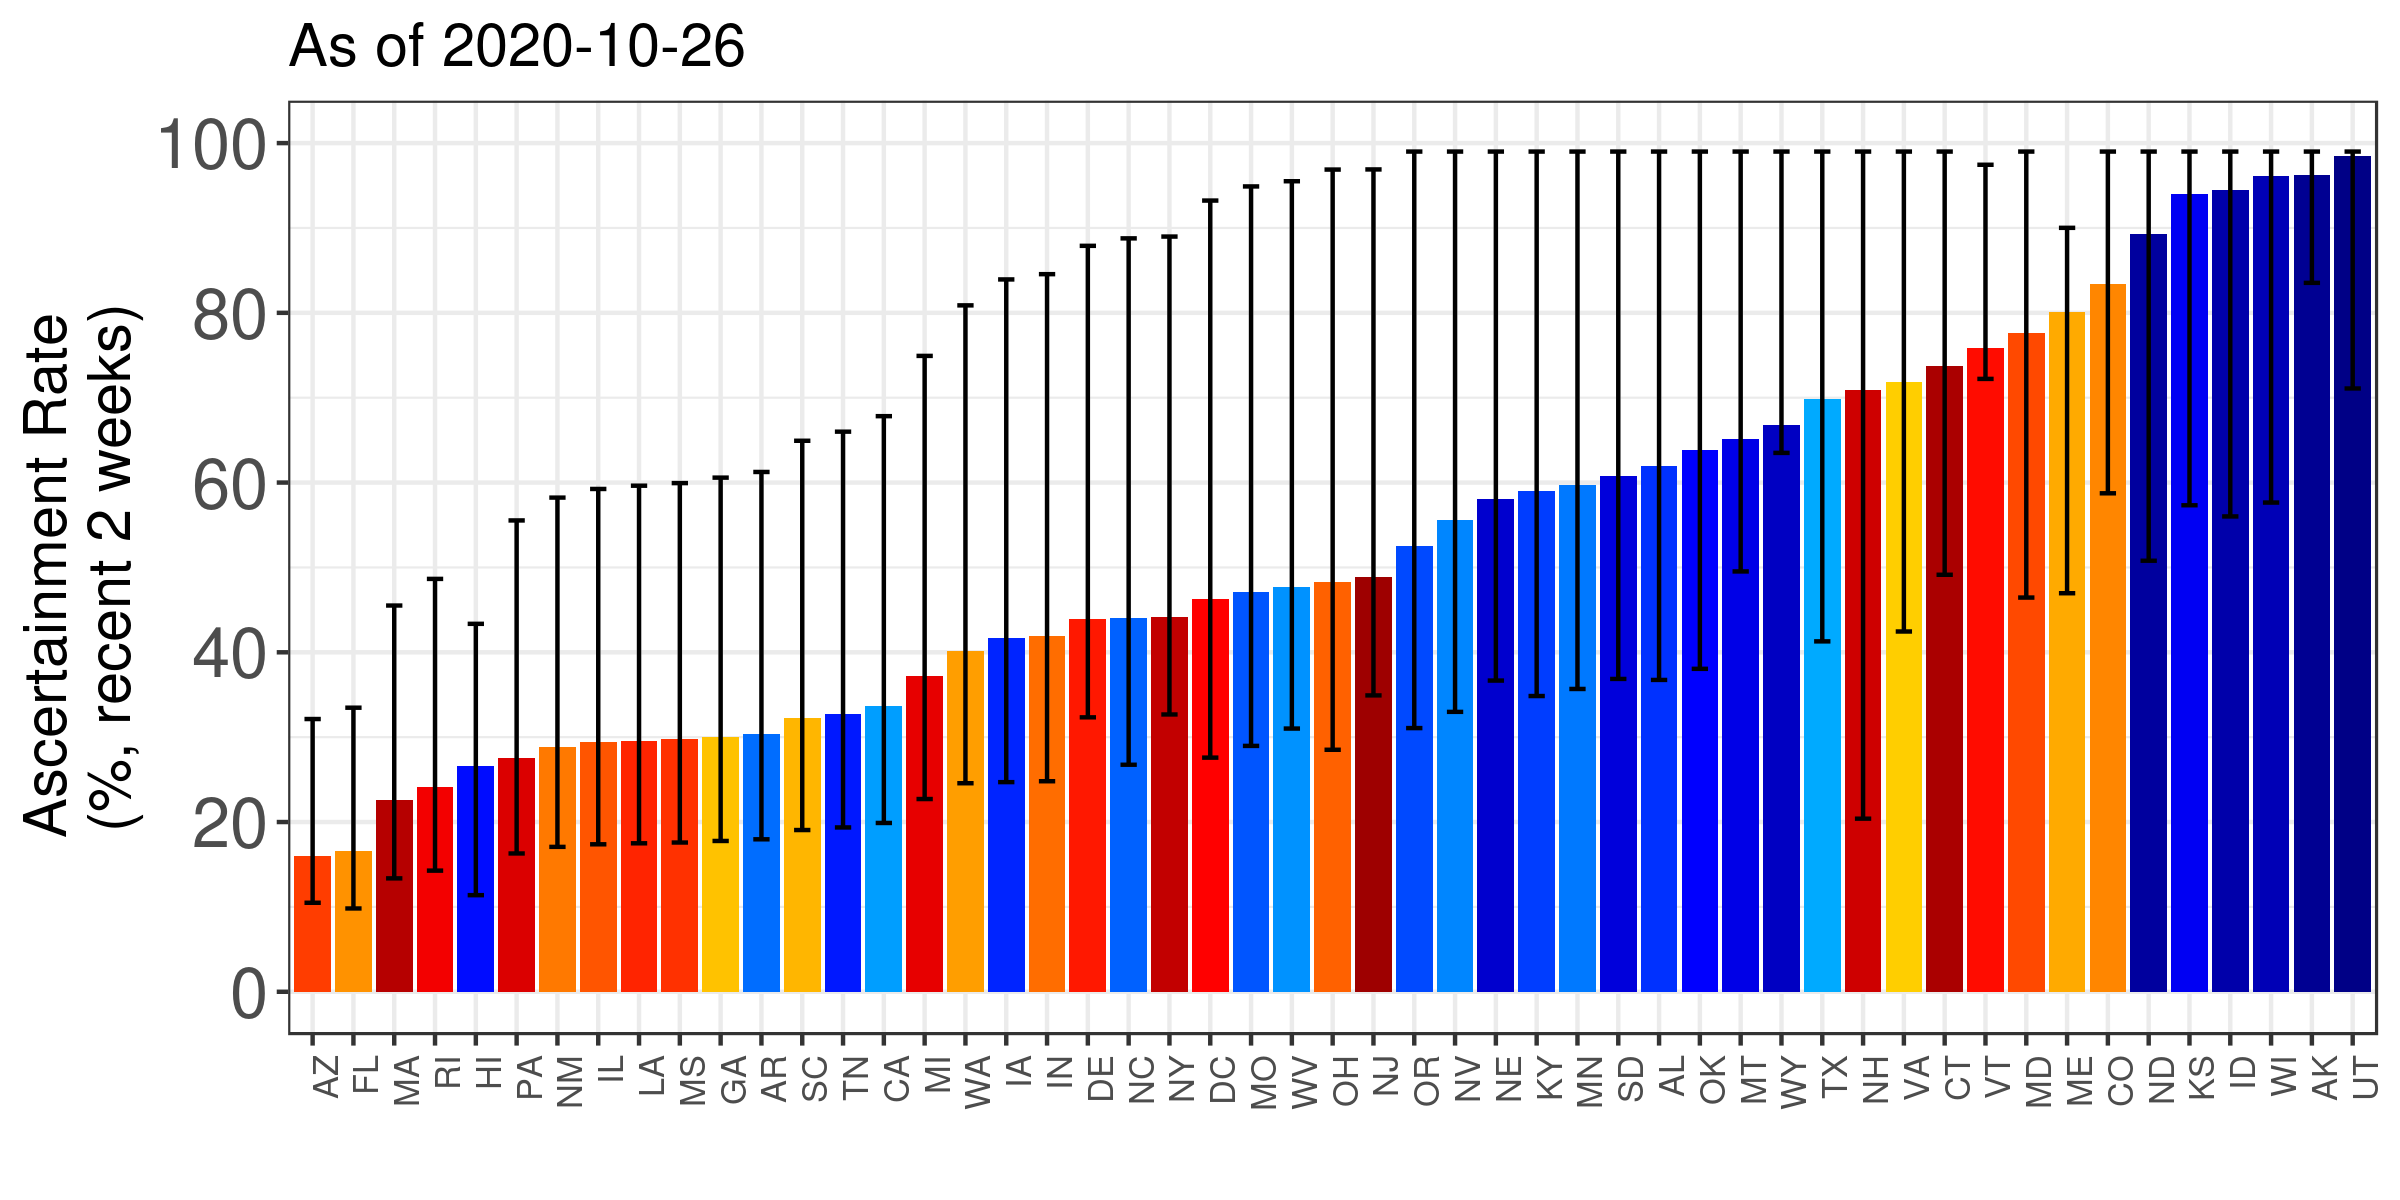 As of 2020-10-26
Ascertainment Rate
(%, recent 2 weeks)
100
80
60
40
20
0
AZ FL MA RI HI PA NM IL LA MS GA AR SC TN CA MI WA IA IN DE NC NY DC MO WV OH NJ OR NV NE KY MN SD AL OK MT WY TX NH VA CT VT MD ME CO ND KS ID WI AK UT